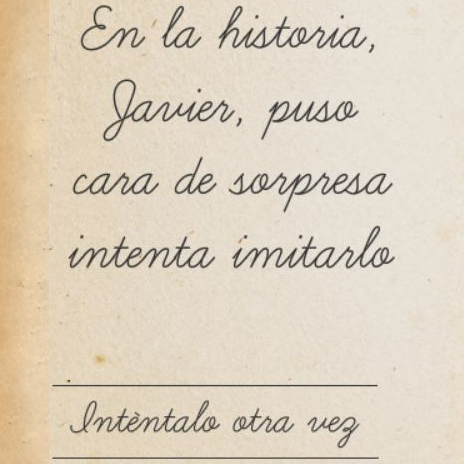 En la historia,
Javier, puso
cara de sorpresa
intenta imitarlo
Intèntalo otra vez